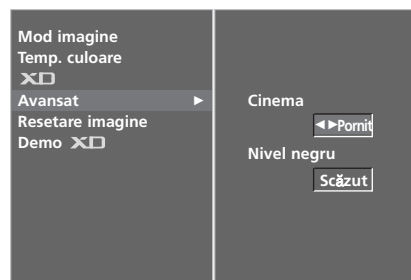 Mod imagine
Temp. culoare
XD
Avansat ►
Resetare imagine
Demo XD
Cinema
◄►Pornit
Nivel negru
Scăzut